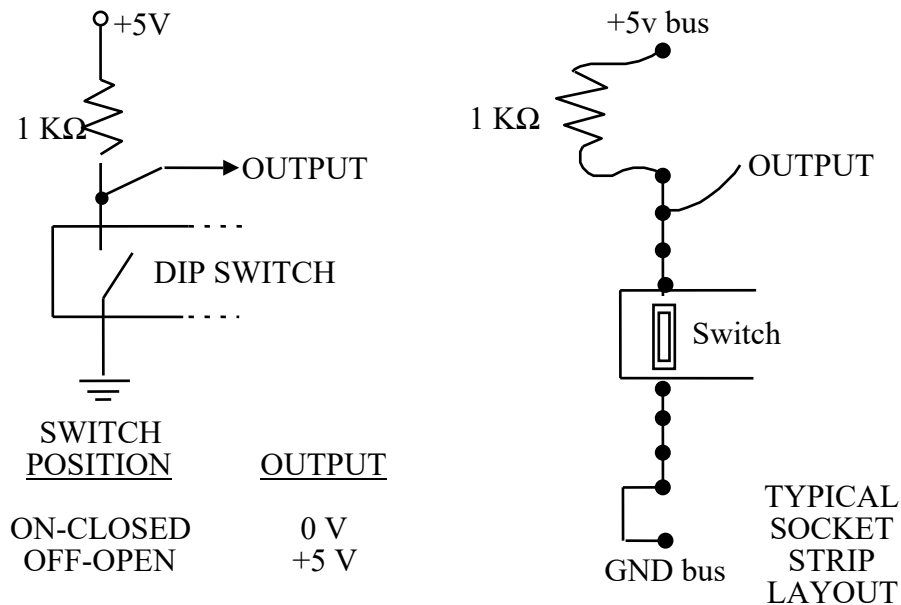 +5V
1 KΩ
OUTPUT
DIP SWITCH
SWITCH
POSITION OUTPUT
ON-CLOSED 0 V
OFF-OPEN +5 V
+5v bus
1 KΩ
OUTPUT
Switch
GND bus
TYPICAL
SOCKET
STRIP
LAYOUT